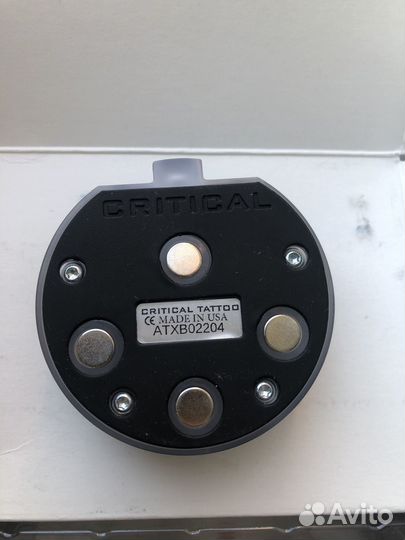 CRITICAL
CRITICAL TATTOO
CE MADE IN USA
ATXB02204
Avito